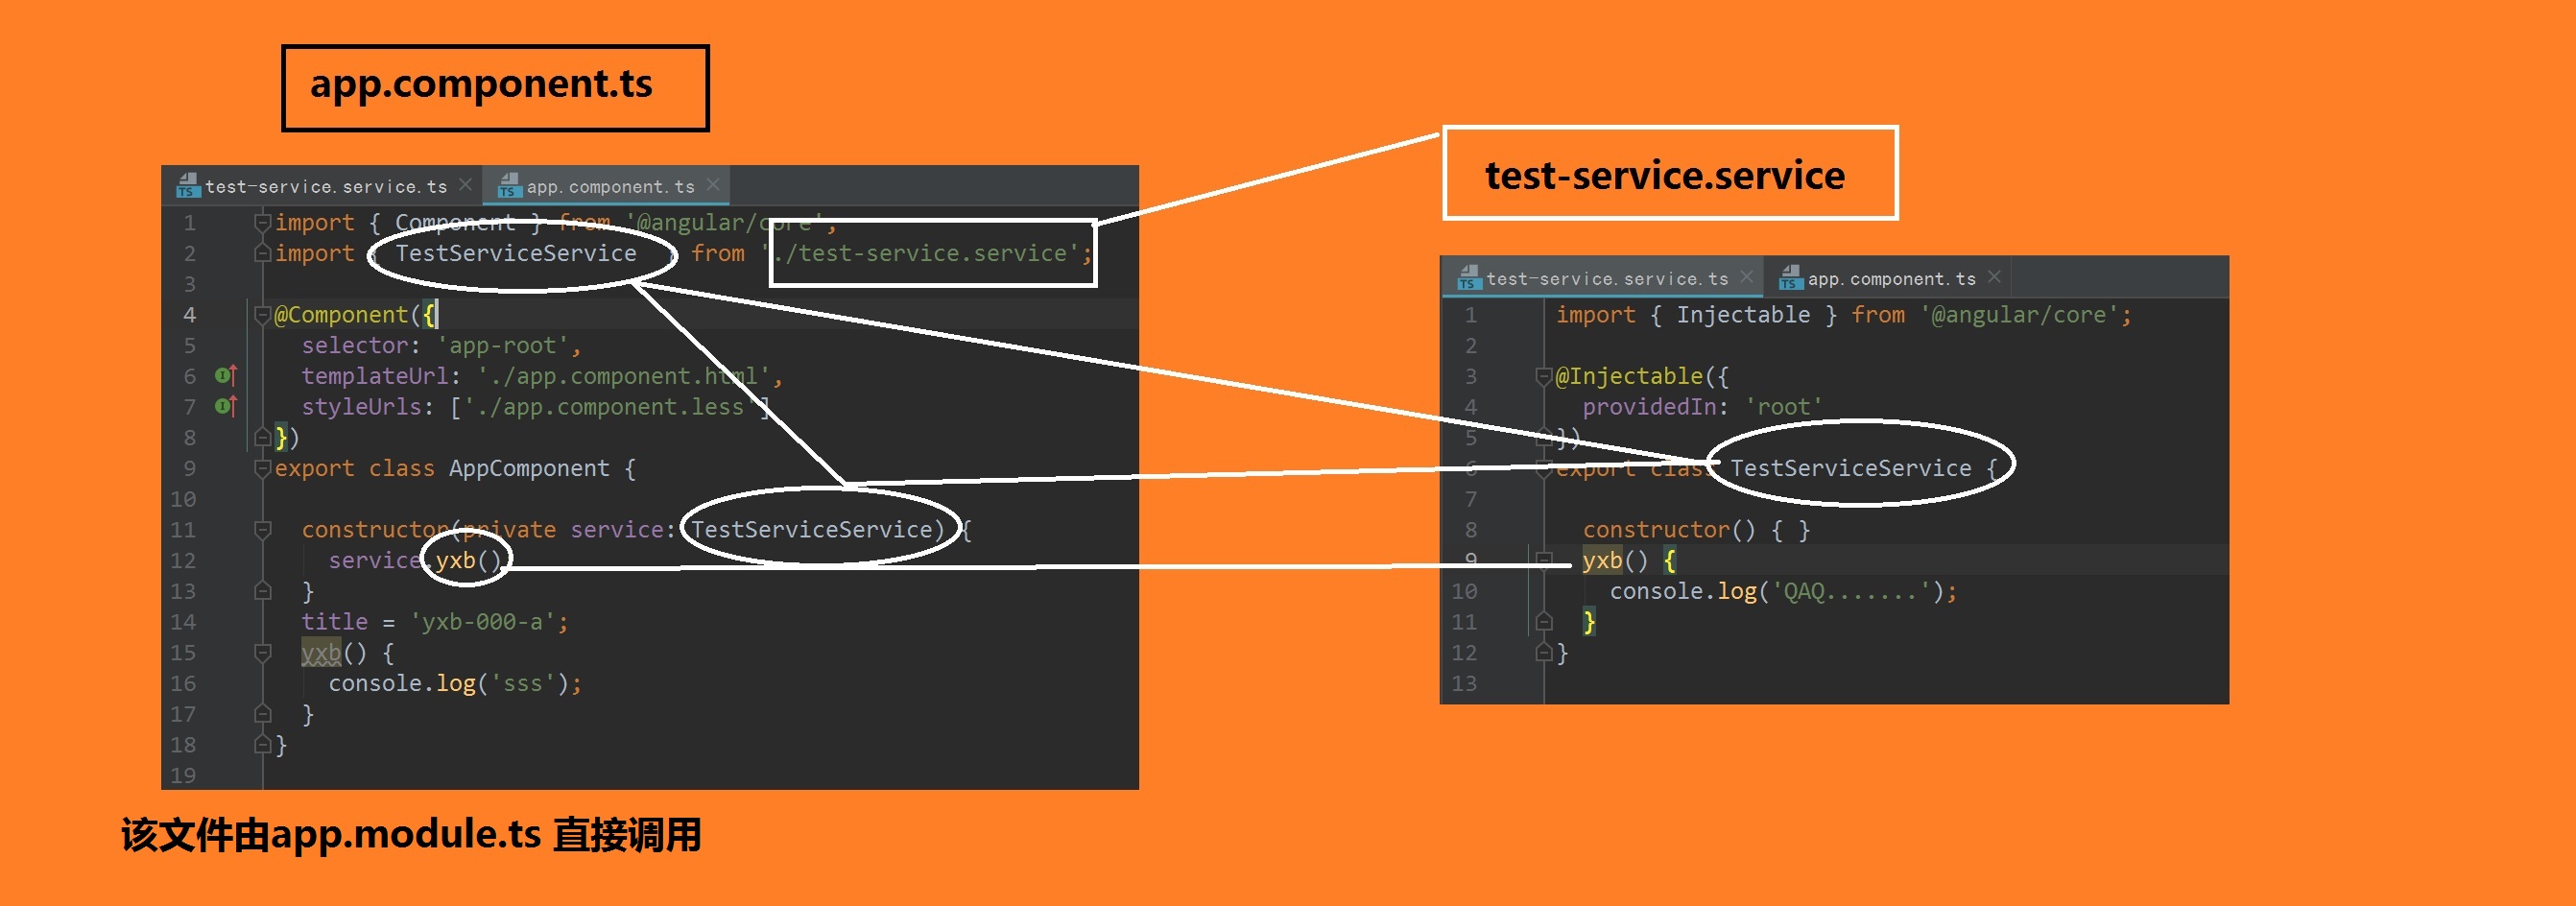 app.component.ts
test-service.service.ts
app.component.ts
1 import { Component } from '@angular/core';
2 import { TestServiceService } from './test-service.service';
3
4 @Component({
5 selector: 'app-root',
6 templateUrl: './app.component.html',
7 styleUrls: ['./app.component.less']
8 })
9 export class AppComponent {
10
11 constructor(private service: TestServiceService) {
12 service.yxb()
13 }
14 title = 'yxb-000-a';
15 yxb() {
16 console.log('sss');
17 }
18 }
19
该文件由app.module.ts 直接调用
test-service.service
test-service.service.ts
app.component.ts
1 import { Injectable } from '@angular/core';
2
3 @Injectable({
4 providedIn: 'root'
5 })
6 export class TestServiceService {
7
8 constructor() { }
9 yxb() {
10 console.log('QAQ.......');
11 }
12 }
13